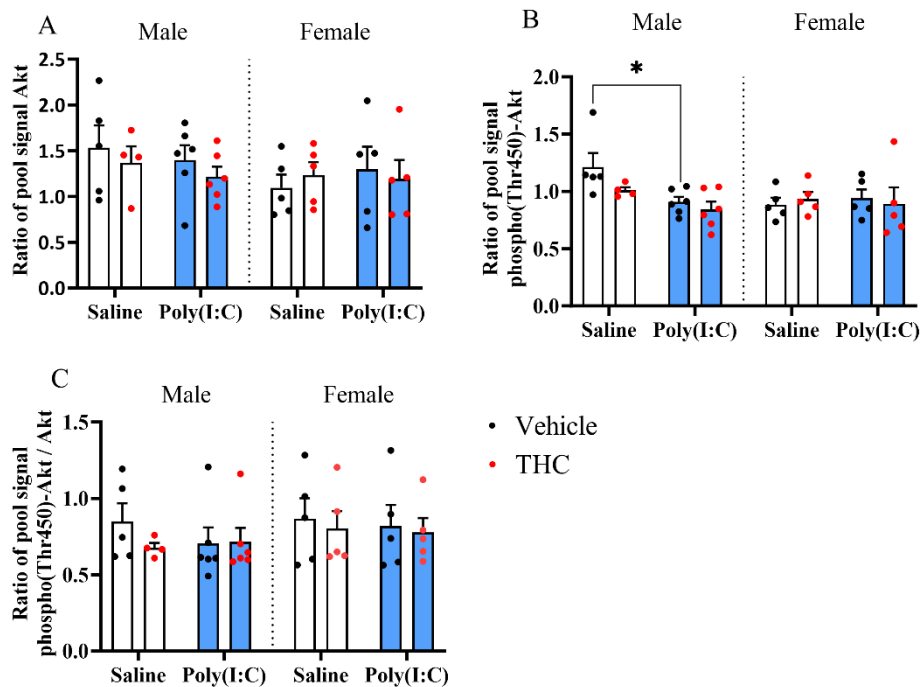 A
Male Female
Ratio of pool signal Akt
2.5
2.0
1.5
1.0
0.5
0.0
Saline Poly(I:C) Saline Poly(I:C)
B
Male Female
*
Ratio of pool signal
phospho(Thr450)-Akt
2.0
1.5
1.0
0.5
0.0
Saline Poly(I:C) Saline Poly(I:C)
C
Male Female
Ratio of pool signal
phospho(Thr450)-Akt / Akt
1.5
1.0
0.5
0.0
Saline Poly(I:C) Saline Poly(I:C)
Vehicle
THC